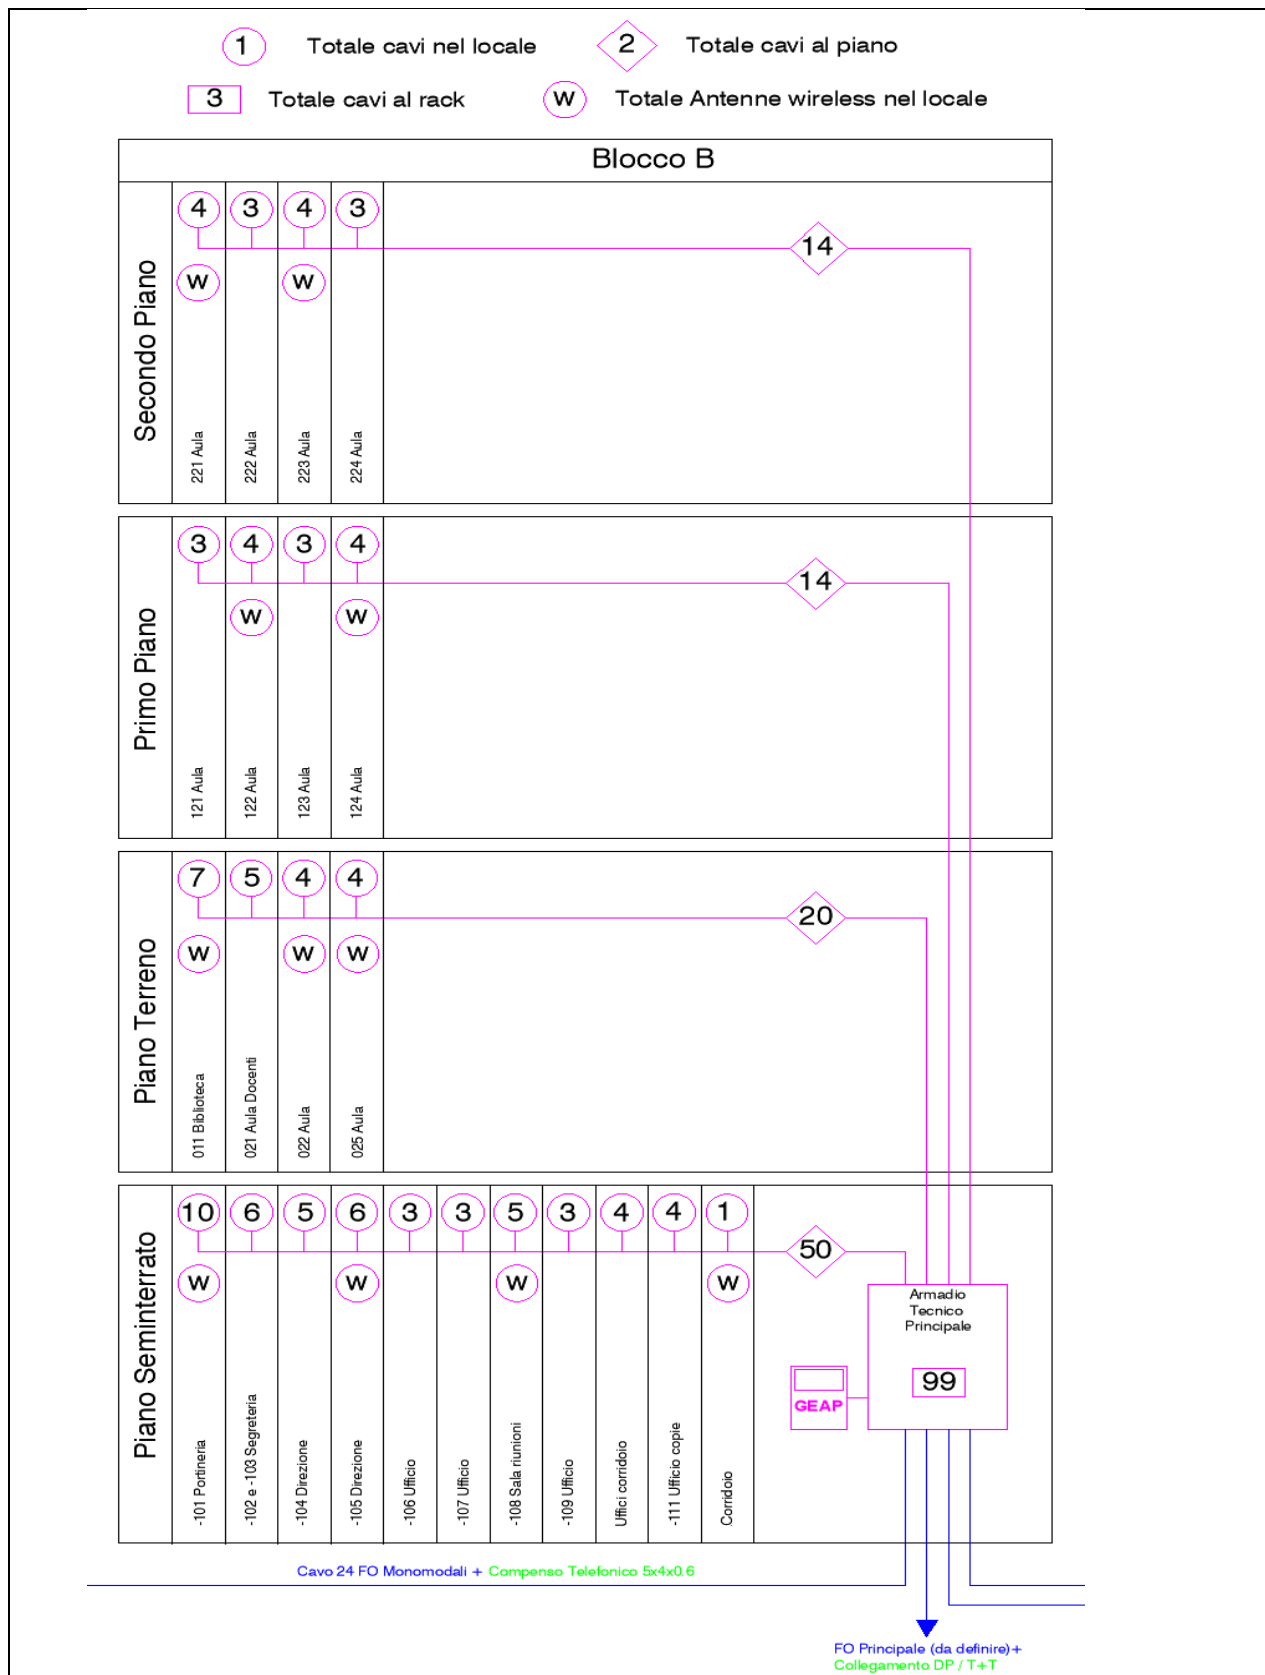 1 Totale cavi nel locale 2 Totale cavi al piano
3 Totale cavi al rack W Totale Antenne wireless nel locale
Blocco B
Secondo Piano
4 3 4 3
14
W W
221 Aula
222 Aula
223 Aula
224 Aula
Primo Piano
3 4 3 4
14
W W
121 Aula
122 Aula
123 Aula
124 Aula
Piano Terreno
7 5 4 4
20
W W W
011 Biblioteca
021 Aula Docenti
022 Aula
025 Aula
Piano Seminterrato
10 6 5 6 3 3 5 3 4 4 1
50
W W W W
-101 Portineria
-102 e -103 Segreteria
-104 Direzione
-105 Direzione
-106 Ufficio
-107 Ufficio
-108 Sala riunioni
-109 Ufficio
Uffici corridoio
-111 Ufficio copie
Corridoio
Armadio
Tecnico
Principale
99
GEAP
Cavo 24 FO Monomodali + Compenso Telefonico 5x4x0.6
FO Principale (da definire)+
Collegamento DP / T+T